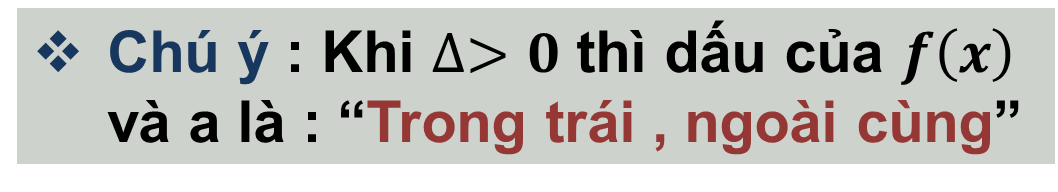 ❖ Chú ý : Khi Δ> 0 thì dấu của f(x)
và a là : “Trong trái , ngoài cùng”